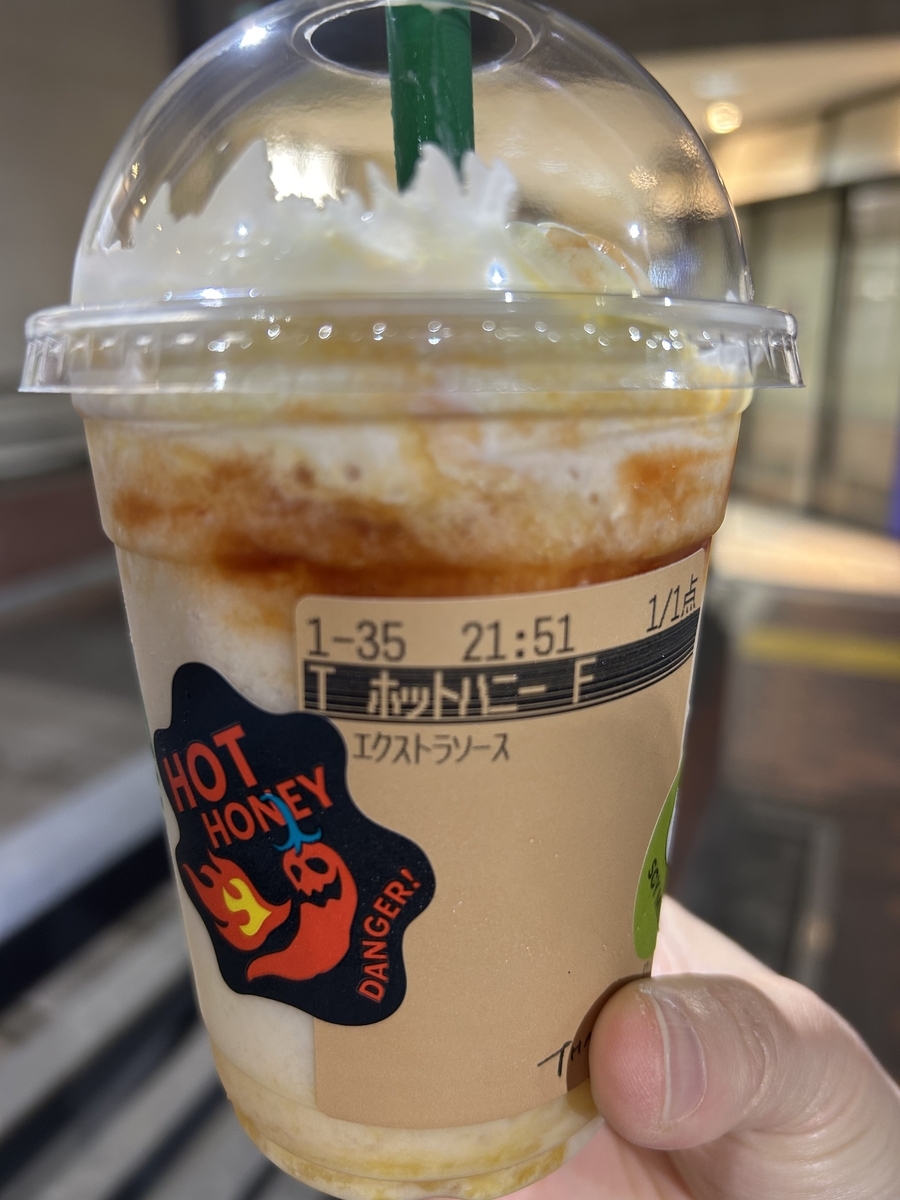 1-35 21:51 1/1点
T ホットハニー F
エクストラソース
HOT
HONEY
DANGER!